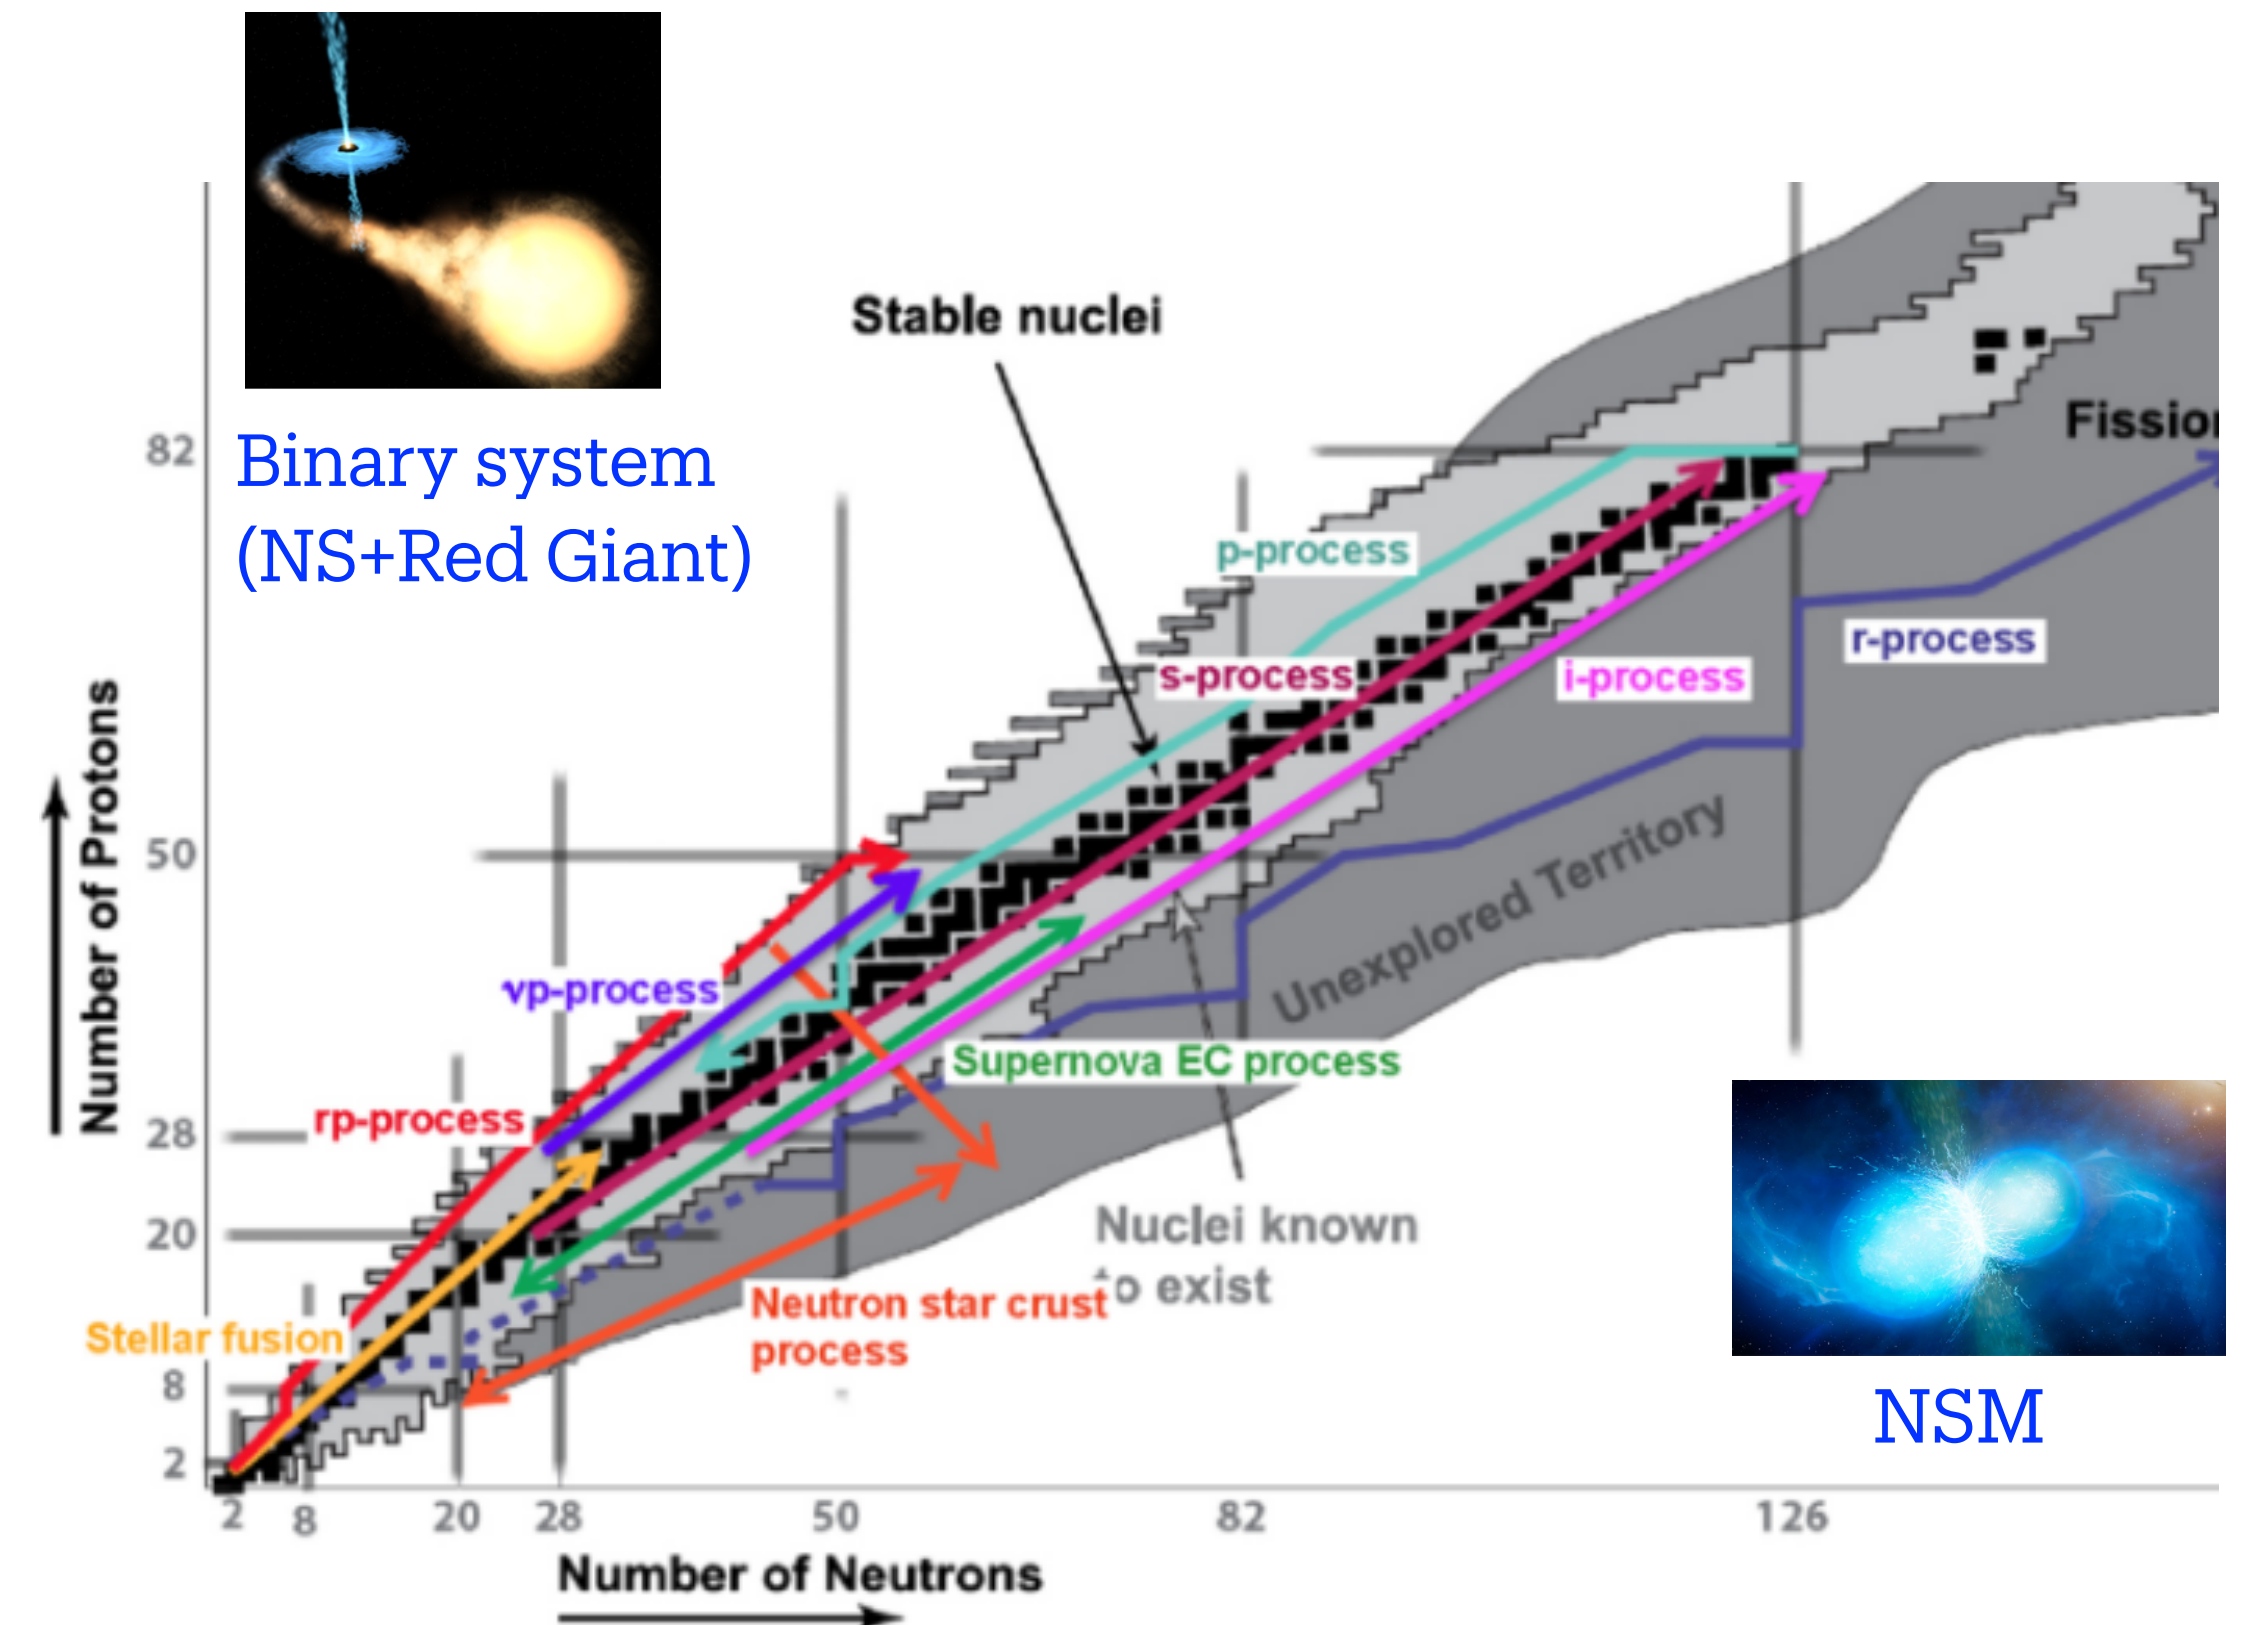 Binary system
(NS+Red Giant)
Stable nuclei
82
p-process
s-process
i-process
r-process
50
νp-process
Unexplored Territory
Supernova EC process
rp-process
28
20
Nuclei known
to exist
Neutron star crust
process
Stellar fusion
8
2
Number of Protons
2
8
20
28
50
82
126
Number of Neutrons
NSM